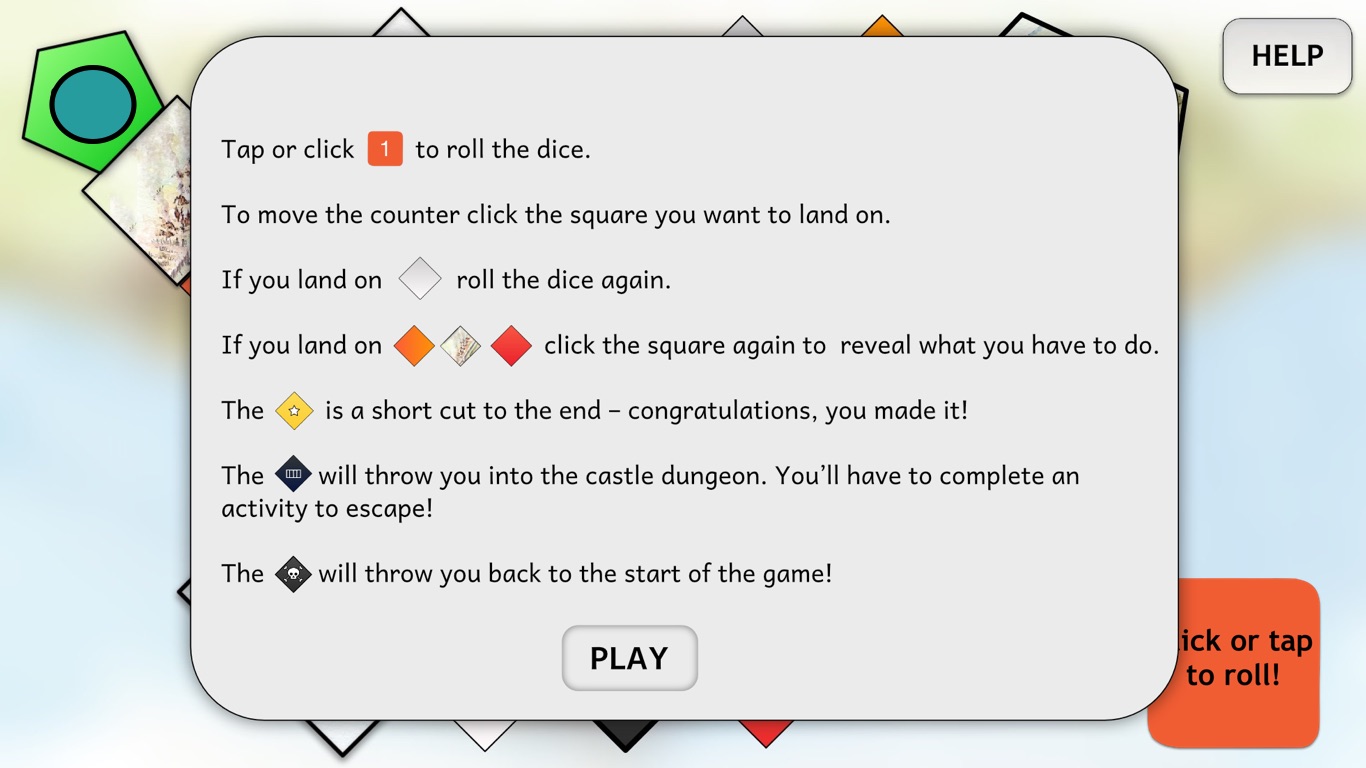 HELP
Tap or click 1 to roll the dice.
To move the counter click the square you want to land on.
If you land on roll the dice again.
If you land on click the square again to reveal what you have to do.
The is a short cut to the end – congratulations, you made it!
The will throw you into the castle dungeon. You’ll have to complete an
activity to escape!
The will throw you back to the start of the game!
PLAY
ick or tap
to roll!